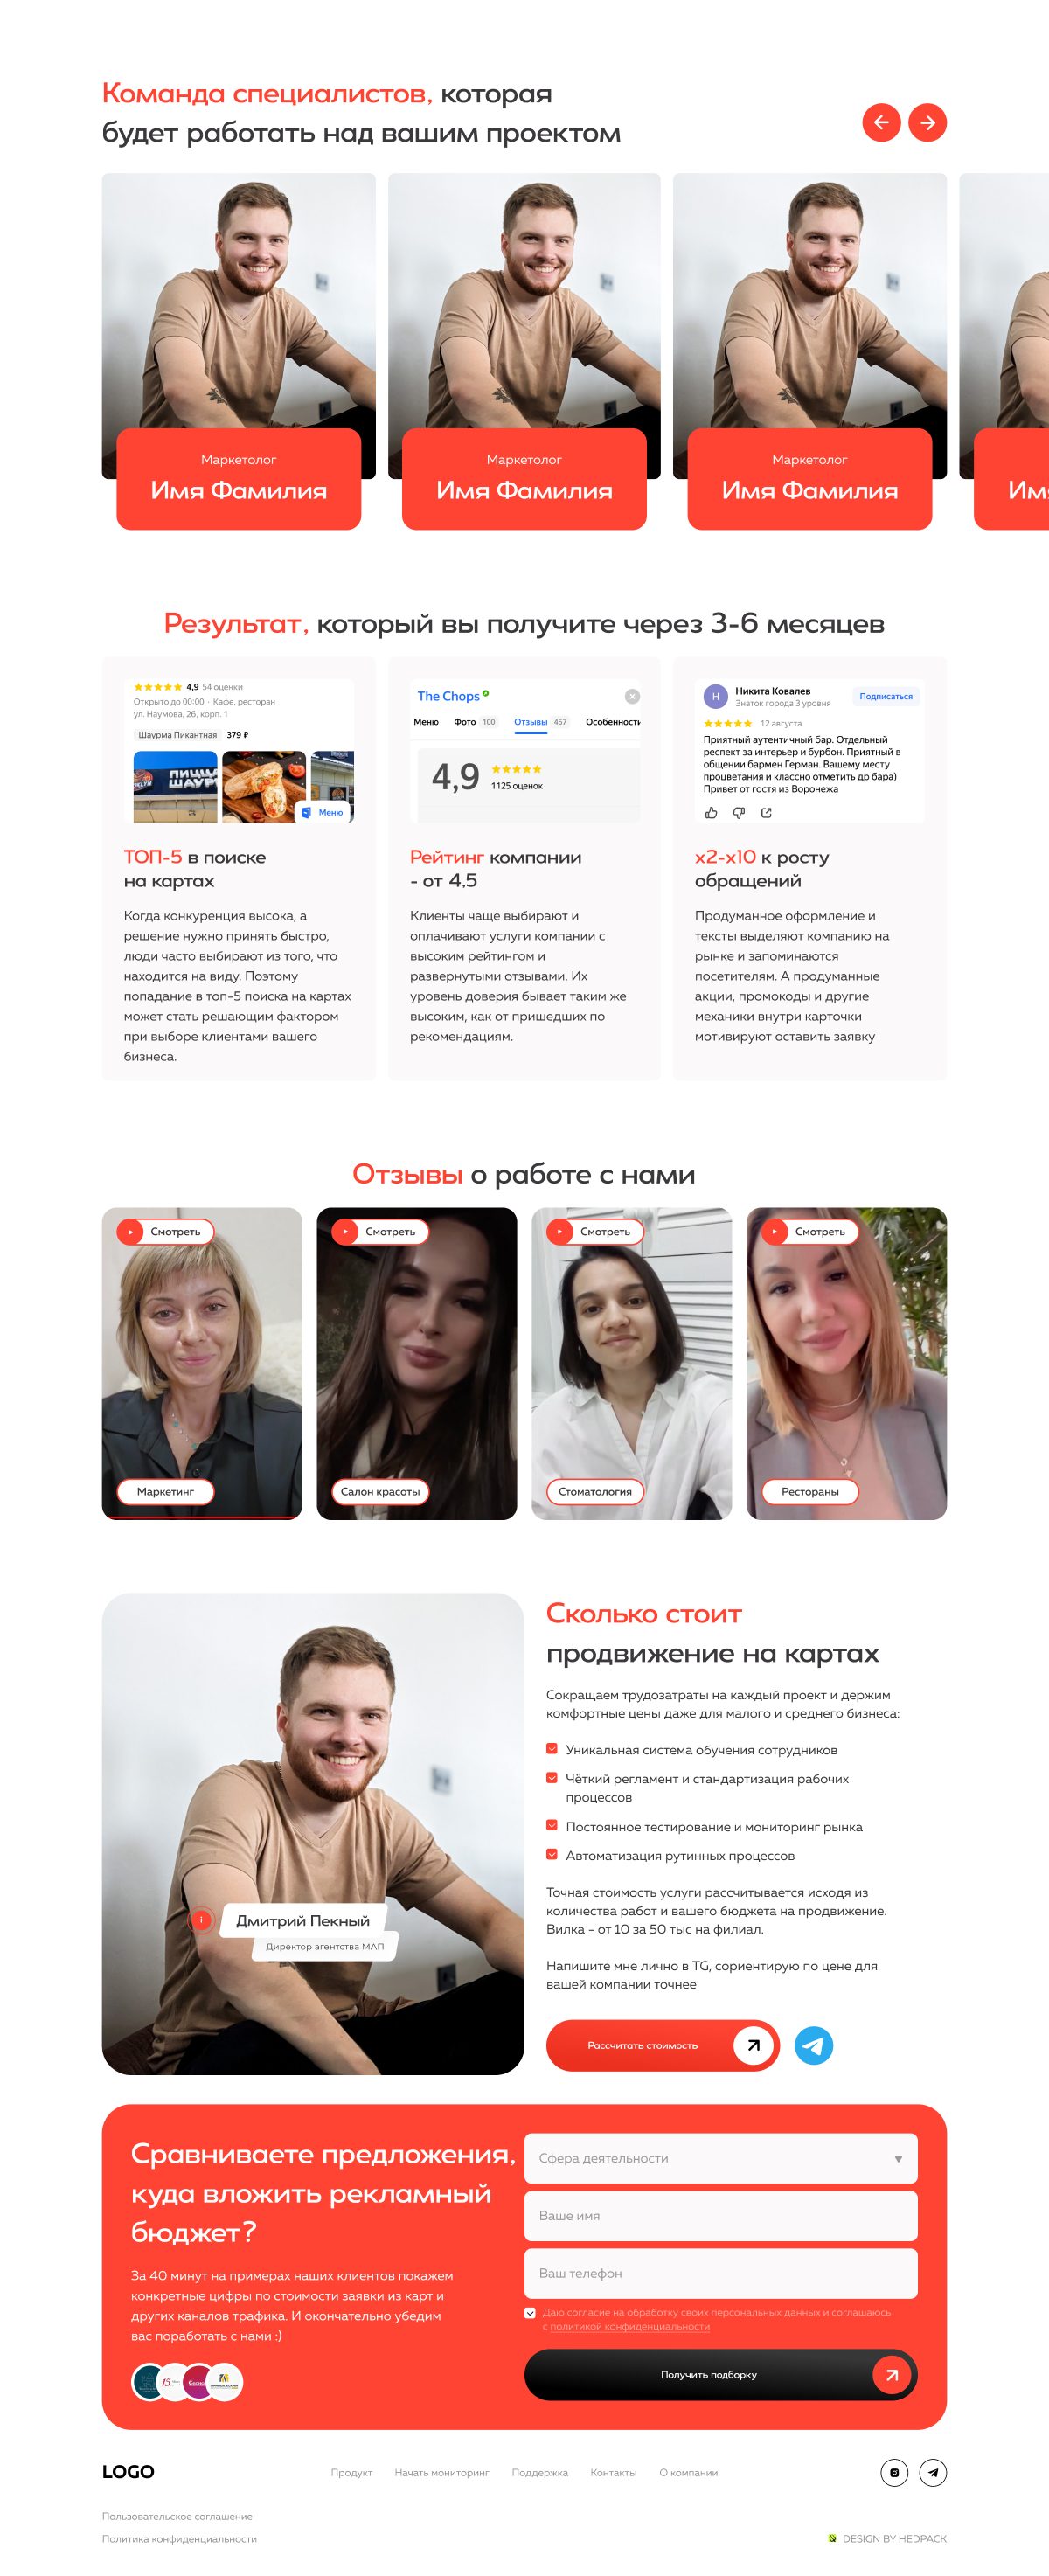 Команда специалистов, которая
будет работать над вашим проектом
Маркетолог
Имя Фамилия
Маркетолог
Имя Фамилия
Маркетолог
Имя Фамилия
Им
Результат, который вы получите через 3-6 месяцев
4,9 54 оценки
Открыто до 00:00 · Кафе, ресторан
ул. Наумова, 26, корп. 1
Шаурма Пикантная 379 ₽
Меню
ТОП-5 в поиске
на картах
Когда конкуренция высока, а
решение нужно принять быстро,
люди часто выбирают из того, что
находится на виду. Поэтому
попадание в топ-5 поиска на картах
может стать решающим фактором
при выборе клиентами вашего
бизнеса.
The Chops
Меню Фото 100 Отзывы 457 Особенности
4,9
1125 оценок
Рейтинг компании
- от 4,5
Клиенты чаще выбирают и
оплачивают услуги компании с
высоким рейтингом и
развернутыми отзывами. Их
уровень доверия бывает таким же
высоким, как от пришедших по
рекомендациям.
Н
Никита Ковалев
Знаток города 3 уровня
Подписаться
12 августа
Приятный аутентичный бар. Отдельный
респект за интерьер и бурбон. Приятный в
общении бармен Герман. Вашему месту
процветания и классно отметить др бара)
Привет от гостя из Воронежа
х2-х10 к росту
обращений
Продуманное оформление и
тексты выделяют компанию на
рынке и запоминаются
посетителям. А продуманные
акции, промокоды и другие
механики внутри карточки
мотивируют оставить заявку
Отзывы о работе с нами
Смотреть
Маркетинг
Смотреть
Салон красоты
Смотреть
Стоматология
Смотреть
Рестораны
Дмитрий Пекный
Директор агентства МАП
Сколько стоит
продвижение на картах
Сокращаем трудозатраты на каждый проект и держим
комфортные цены даже для малого и среднего бизнеса:
Уникальная система обучения сотрудников
Чёткий регламент и стандартизация рабочих
процессов
Постоянное тестирование и мониторинг рынка
Автоматизация рутинных процессов
Точная стоимость услуги рассчитывается исходя из
количества работ и вашего бюджета на продвижение.
Вилка - от 10 за 50 тыс на филиал.
Напишите мне лично в TG, сориентирую по цене для
вашей компании точнее
Рассчитать стоимость
Сравниваете предложения,
куда вложить рекламный
бюджет?
За 40 минут на примерах наших клиентов покажем
конкретные цифры по стоимости заявки из карт и
других каналов трафика. И окончательно убедим
вас поработать с нами :)
Сфера деятельности
Ваше имя
Ваш телефон
Даю согласие на обработку своих персональных данных и соглашаюсь
с политикой конфиденциальности
Получить подборку
LOGO
Продукт Начать мониторинг Поддержка Контакты О компании
Пользовательское соглашение
Политика конфиденциальности
DESIGN BY HEDPACK